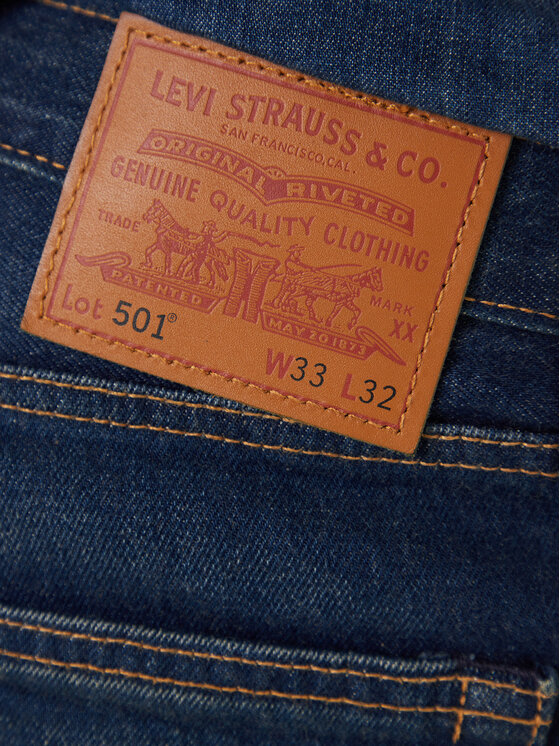 LEVI STRAUSS & CO.
SAN FRANCISCO, CAL.
ORIGINAL RIVETED
GENUINE QUALITY CLOTHING
TRADE MARK
PATENTED MAY 20 1873
XX
Lot 501® W33 L32